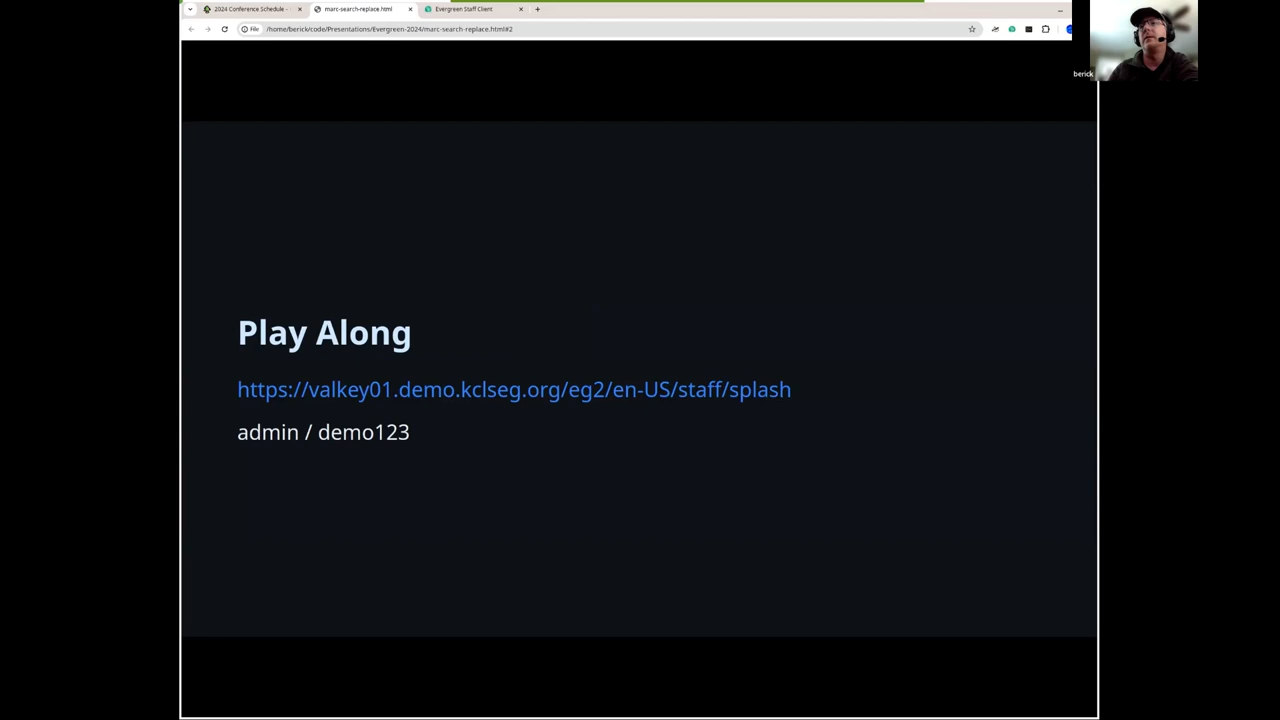 2024 Conference Schedule -
marc-search-replace.html
Evergreen Staff Client
File
/home/berick/code/Presentations/Evergreen-2024/marc-search-replace.html#2
berick
Play Along
https://valkey01.demo.kclseg.org/eg2/en-US/staff/splash
admin / demo123